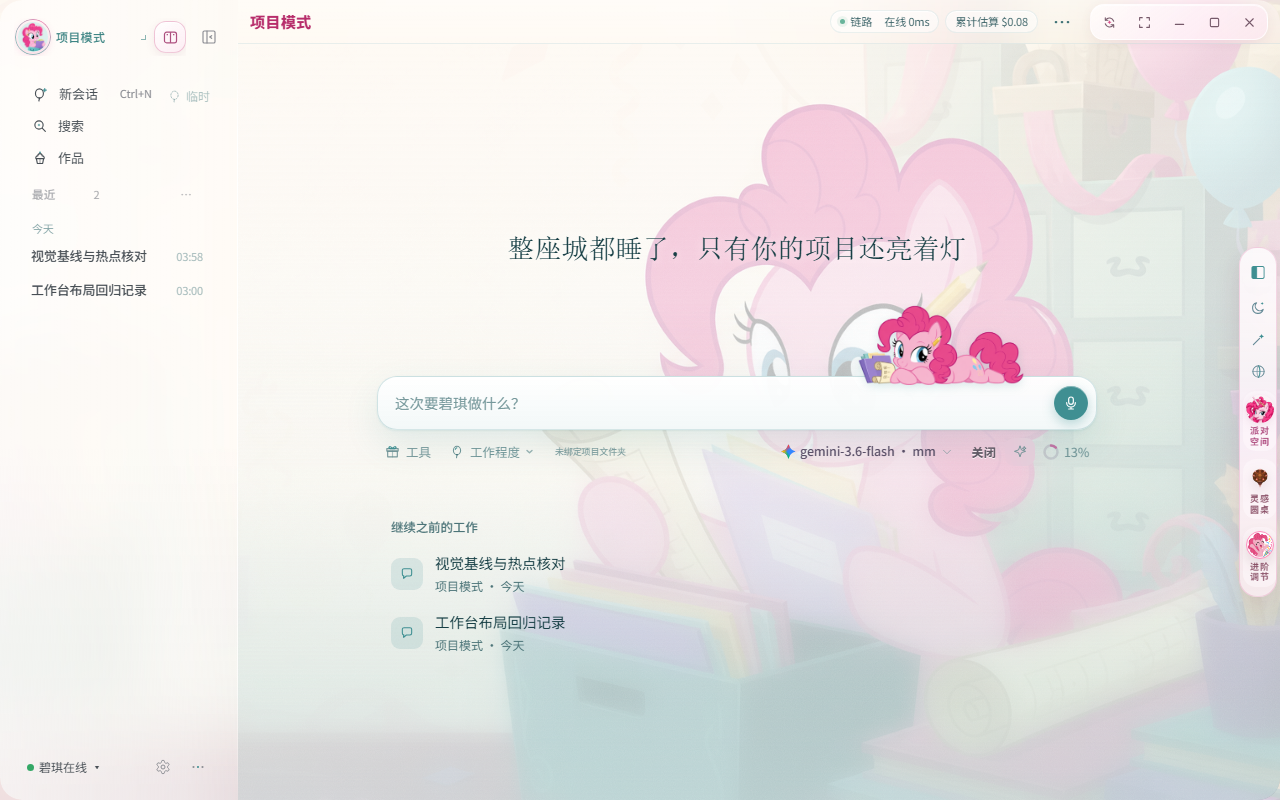 项目模式
新会话 Ctrl+N 临时
搜索
作品
最近 2 ···
今天
视觉基线与热点核对 03:58
工作台布局回归记录 03:00
碧琪在线
项目模式
链路 在线 0ms
累计估算 $0.08
整座城都睡了，只有你的项目还亮着灯
这次要碧琪做什么？
工具 工作程度 未绑定项目文件夹
gemini-3.6-flash · mm 关闭 13%
继续之前的工作
视觉基线与热点核对
项目模式 · 今天
工作台布局回归记录
项目模式 · 今天
派对
空间
灵感
圆桌
进阶
调节